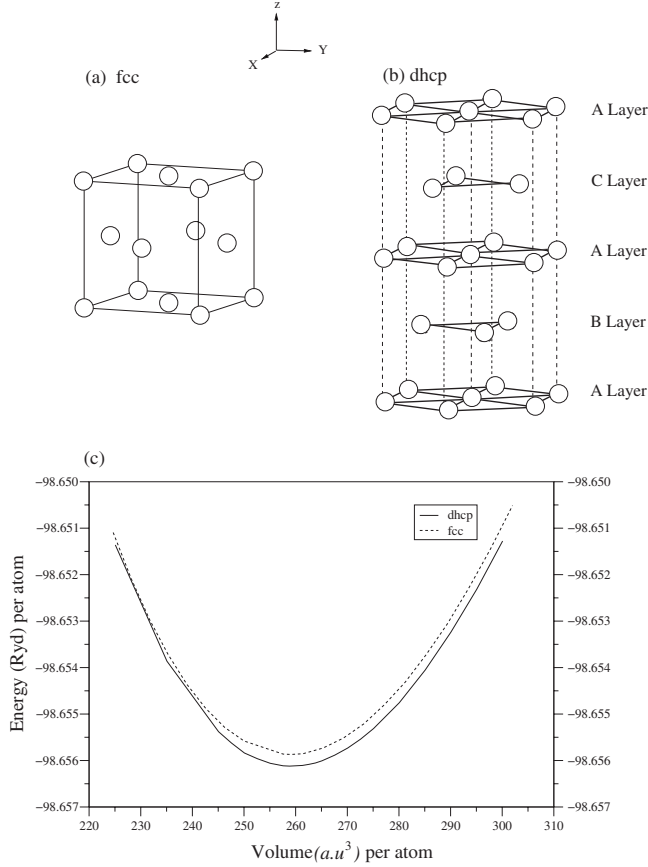 z
X
Y
(a) fcc
(b) dhcp
A Layer
C Layer
A Layer
B Layer
A Layer
(c)
−98.650
−98.651
−98.652
−98.653
−98.654
−98.655
−98.656
−98.657
Energy (Ryd) per atom
dhcp
fcc
−98.650
−98.651
−98.652
−98.653
−98.654
−98.655
−98.656
−98.657
220 230 240 250 260 270 280 290 300 310
Volume(a.u³) per atom